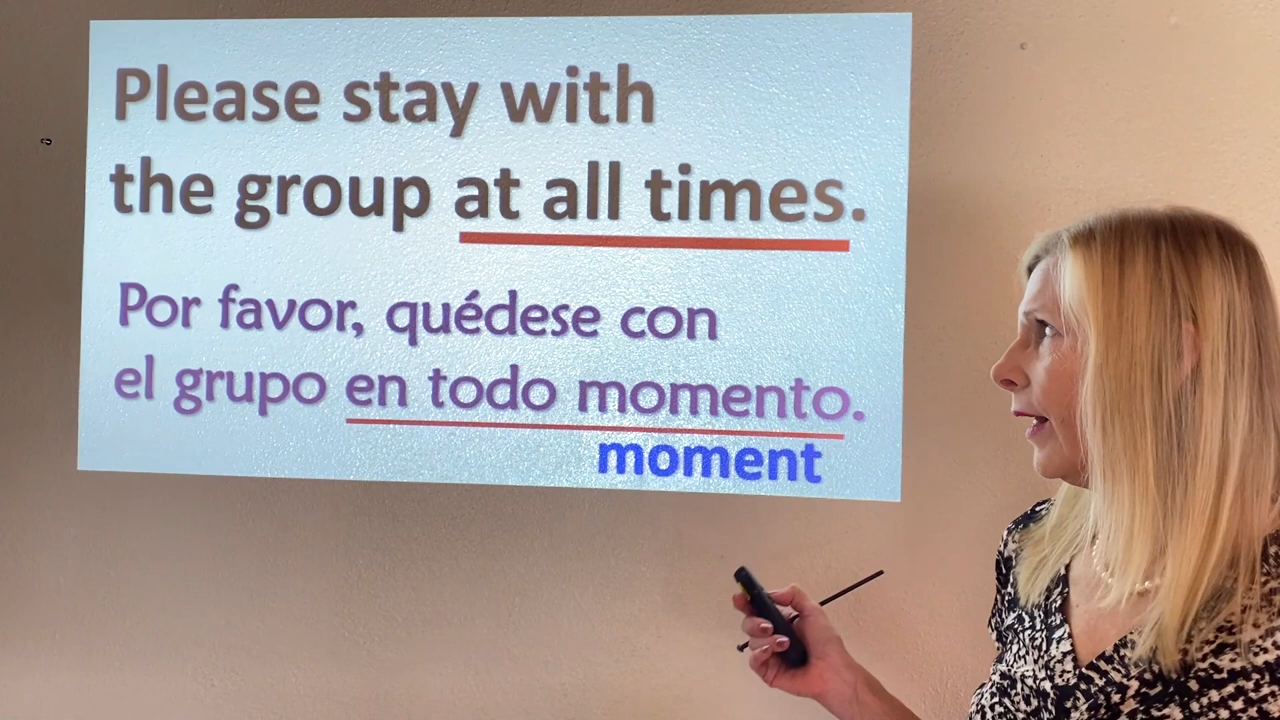 Please stay with
the group at all times.
Por favor, quédese con
el grupo en todo momento.
moment